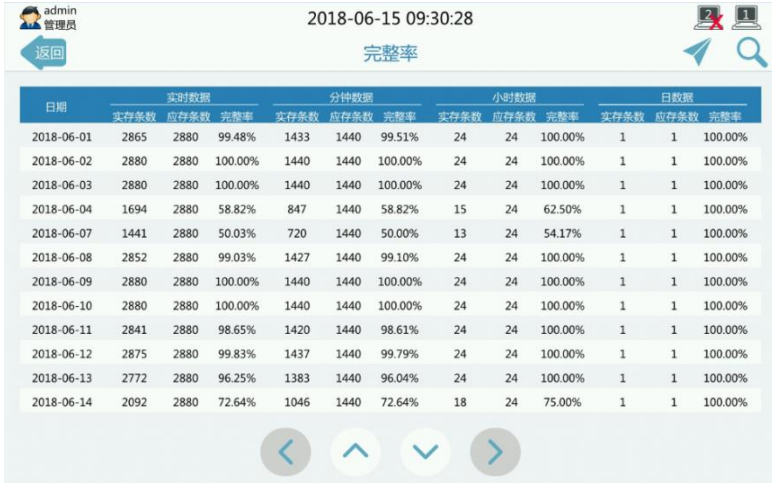 admin
管理员
2018-06-15 09:30:28
2
1
返回
完整率
日期 实时数据 分钟数据 小时数据 日数据
实存条数 应存条数 完整率 实存条数 应存条数 完整率 实存条数 应存条数 完整率 实存条数 应存条数 完整率
2018-06-01 2865 2880 99.48% 1433 1440 99.51% 24 24 100.00% 1 1 100.00%
2018-06-02 2880 2880 100.00% 1440 1440 100.00% 24 24 100.00% 1 1 100.00%
2018-06-03 2880 2880 100.00% 1440 1440 100.00% 24 24 100.00% 1 1 100.00%
2018-06-04 1694 2880 58.82% 847 1440 58.82% 15 24 62.50% 1 1 100.00%
2018-06-07 1441 2880 50.03% 720 1440 50.00% 13 24 54.17% 1 1 100.00%
2018-06-08 2852 2880 99.03% 1427 1440 99.10% 24 24 100.00% 1 1 100.00%
2018-06-09 2880 2880 100.00% 1440 1440 100.00% 24 24 100.00% 1 1 100.00%
2018-06-10 2880 2880 100.00% 1440 1440 100.00% 24 24 100.00% 1 1 100.00%
2018-06-11 2841 2880 98.65% 1420 1440 98.61% 24 24 100.00% 1 1 100.00%
2018-06-12 2875 2880 99.83% 1437 1440 99.79% 24 24 100.00% 1 1 100.00%
2018-06-13 2772 2880 96.25% 1383 1440 96.04% 24 24 100.00% 1 1 100.00%
2018-06-14 2092 2880 72.64% 1046 1440 72.64% 18 24 75.00% 1 1 100.00%